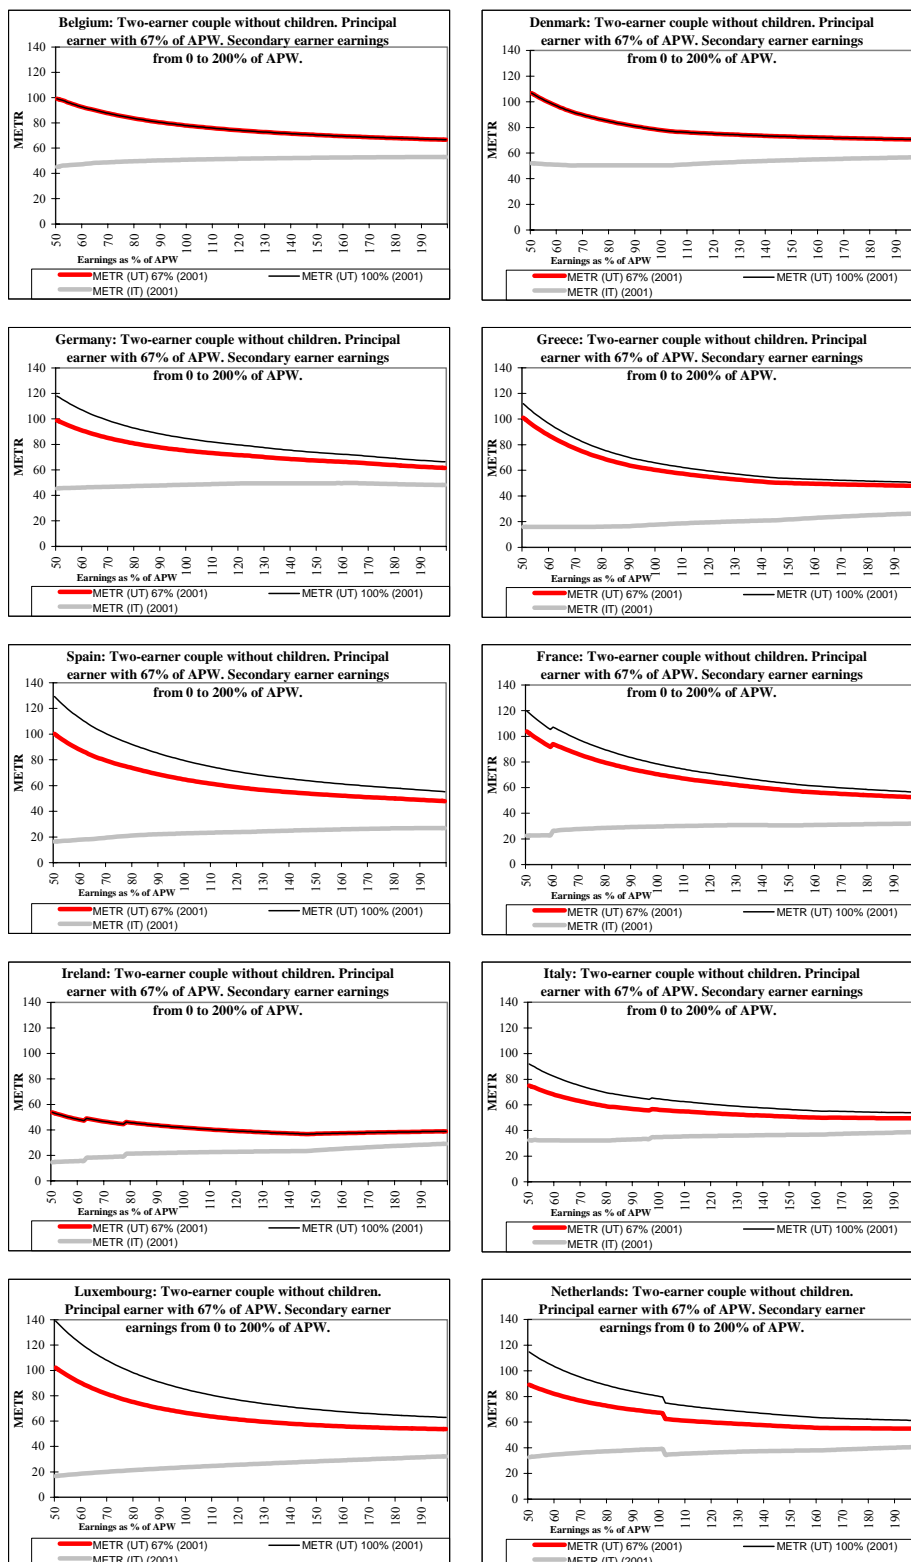 Belgium: Two-earner couple without children. Principal
earner with 67% of APW. Secondary earner earnings
from 0 to 200% of APW.
METR
140
120
100
80
60
40
20
0
50
60
70
80
90
100
110
120
130
140
150
160
170
180
190
Earnings as % of APW
METR (UT) 67% (2001)
METR (UT) 100% (2001)
METR (IT) (2001)
Denmark: Two-earner couple without children. Principal
earner with 67% of APW. Secondary earner earnings
from 0 to 200% of APW.
METR
140
120
100
80
60
40
20
0
50
60
70
80
90
100
110
120
130
140
150
160
170
180
190
Earnings as % of APW
METR (UT) 67% (2001)
METR (UT) 100% (2001)
METR (IT) (2001)
Germany: Two-earner couple without children. Principal
earner with 67% of APW. Secondary earner earnings
from 0 to 200% of APW.
METR
140
120
100
80
60
40
20
0
50
60
70
80
90
100
110
120
130
140
150
160
170
180
190
Earnings as % of APW
METR (UT) 67% (2001)
METR (UT) 100% (2001)
METR (IT) (2001)
Greece: Two-earner couple without children. Principal
earner with 67% of APW. Secondary earner earnings
from 0 to 200% of APW.
METR
140
120
100
80
60
40
20
0
50
60
70
80
90
100
110
120
130
140
150
160
170
180
190
Earnings as % of APW
METR (UT) 67% (2001)
METR (UT) 100% (2001)
METR (IT) (2001)
Spain: Two-earner couple without children. Principal
earner with 67% of APW. Secondary earner earnings
from 0 to 200% of APW.
METR
140
120
100
80
60
40
20
0
50
60
70
80
90
100
110
120
130
140
150
160
170
180
190
Earnings as % of APW
METR (UT) 67% (2001)
METR (UT) 100% (2001)
METR (IT) (2001)
France: Two-earner couple without children. Principal
earner with 67% of APW. Secondary earner earnings
from 0 to 200% of APW.
METR
140
120
100
80
60
40
20
0
50
60
70
80
90
100
110
120
130
140
150
160
170
180
190
Earnings as % of APW
METR (UT) 67% (2001)
METR (UT) 100% (2001)
METR (IT) (2001)
Ireland: Two-earner couple without children. Principal
earner with 67% of APW. Secondary earner earnings
from 0 to 200% of APW.
METR
140
120
100
80
60
40
20
0
50
60
70
80
90
100
110
120
130
140
150
160
170
180
190
Earnings as % of APW
METR (UT) 67% (2001)
METR (UT) 100% (2001)
METR (IT) (2001)
Italy: Two-earner couple without children. Principal
earner with 67% of APW. Secondary earner earnings
from 0 to 200% of APW.
METR
140
120
100
80
60
40
20
0
50
60
70
80
90
100
110
120
130
140
150
160
170
180
190
Earnings as % of APW
METR (UT) 67% (2001)
METR (UT) 100% (2001)
METR (IT) (2001)
Luxembourg: Two-earner couple without children.
Principal earner with 67% of APW. Secondary earner
earnings from 0 to 200% of APW.
METR
140
120
100
80
60
40
20
0
50
60
70
80
90
100
110
120
130
140
150
160
170
180
190
Earnings as % of APW
METR (UT) 67% (2001)
METR (UT) 100% (2001)
METR (IT) (2001)
Netherlands: Two-earner couple without children.
Principal earner with 67% of APW. Secondary earner
earnings from 0 to 200% of APW.
METR
140
120
100
80
60
40
20
0
50
60
70
80
90
100
110
120
130
140
150
160
170
180
190
Earnings as % of APW
METR (UT) 67% (2001)
METR (UT) 100% (2001)
METR (IT) (2001)